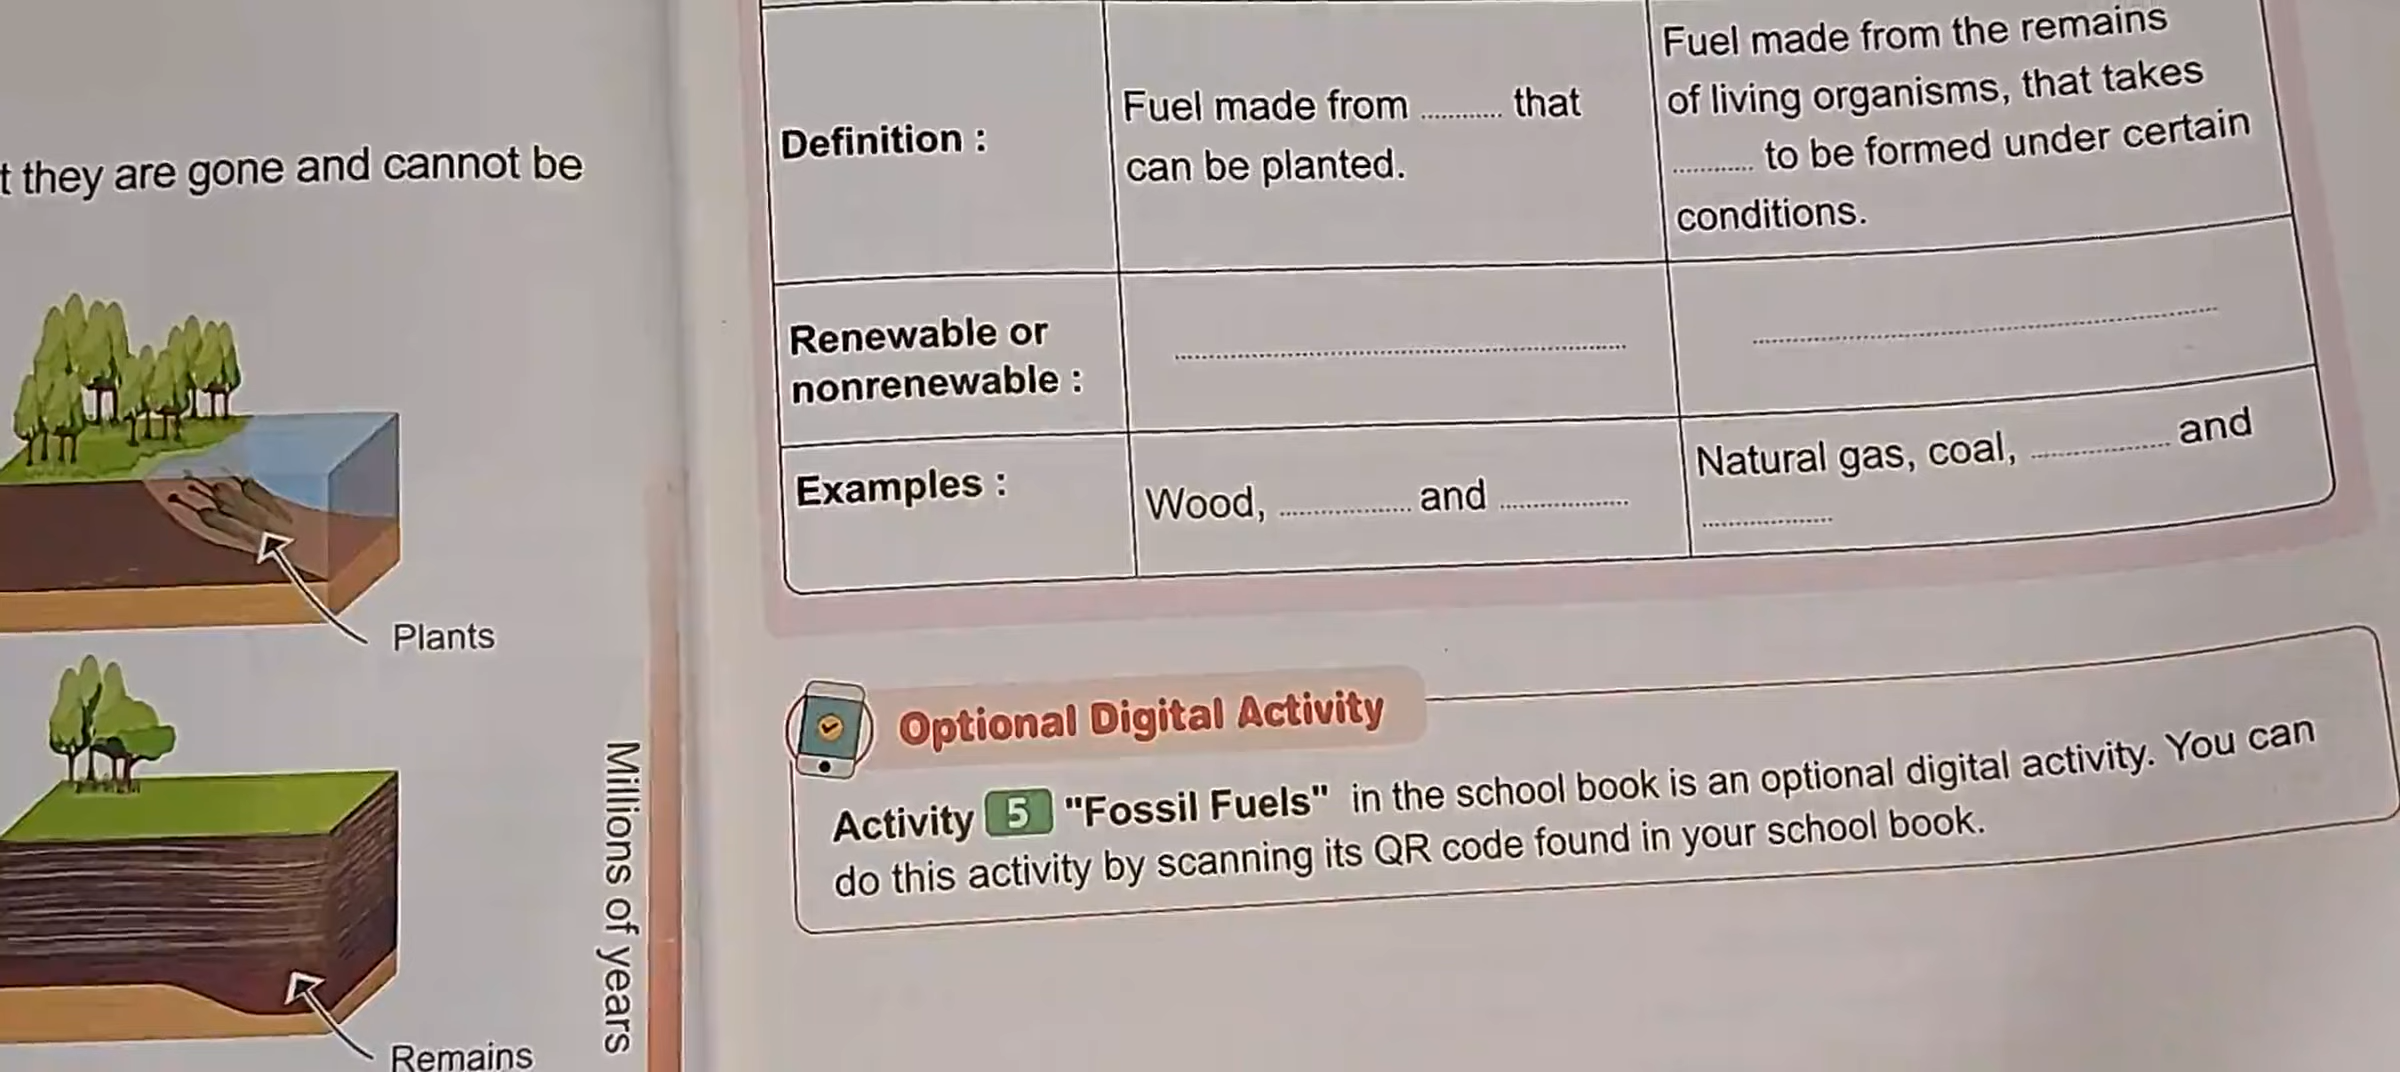 t they are gone and cannot be
Plants
Remains
Millions of years
Definition :
Fuel made from ........... that
can be planted.
Fuel made from the remains
of living organisms, that takes
........... to be formed under certain
conditions.
Renewable or
nonrenewable :
Examples :
Wood, .................. and ..................
Natural gas, coal, .................. and
..................
Optional Digital Activity
Activity 5 "Fossil Fuels" in the school book is an optional digital activity. You can
do this activity by scanning its QR code found in your school book.